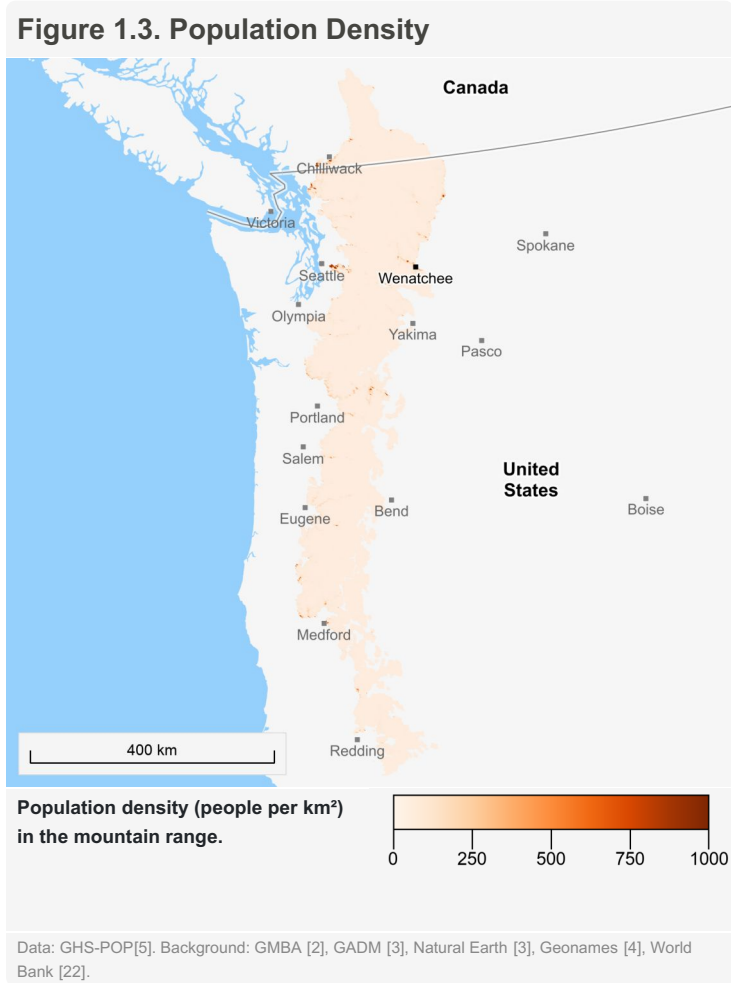 Figure 1.3. Population Density
Canada
Chilliwack
Victoria
Spokane
Seattle
Wenatchee
Olympia
Yakima
Pasco
Portland
Salem
United
States
Eugene
Bend
Boise
Medford
400 km
Redding
Population density (people per km²)
in the mountain range.
0 250 500 750 1000
Data: GHS-POP[5]. Background: GMBA [2], GADM [3], Natural Earth [3], Geonames [4], World
Bank [22].